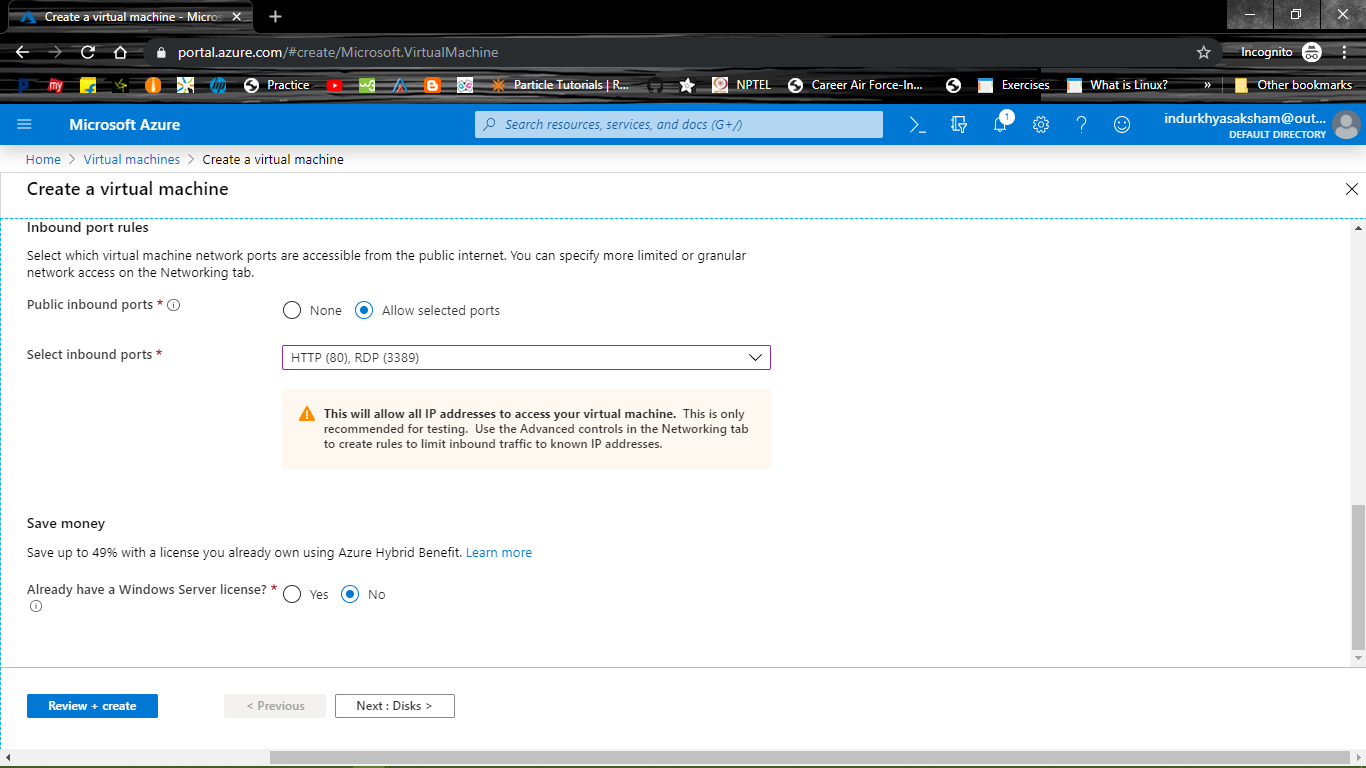 Create a virtual machine - Micros
portal.azure.com/#create/Microsoft.VirtualMachine
Incognito
my
Practice
Particle Tutorials | R...
NPTEL
Career Air Force-In...
Exercises
What is Linux?
»
Other bookmarks
Microsoft Azure
Search resources, services, and docs (G+/)
1
indurkhyasaksham@out...
DEFAULT DIRECTORY
Home > Virtual machines > Create a virtual machine
Create a virtual machine
Inbound port rules
Select which virtual machine network ports are accessible from the public internet. You can specify more limited or granular
network access on the Networking tab.
Public inbound ports *
None
Allow selected ports
Select inbound ports *
HTTP (80), RDP (3389)
This will allow all IP addresses to access your virtual machine. This is only
recommended for testing. Use the Advanced controls in the Networking tab
to create rules to limit inbound traffic to known IP addresses.
Save money
Save up to 49% with a license you already own using Azure Hybrid Benefit. Learn more
Already have a Windows Server license? *
Yes
No
Review + create
< Previous
Next : Disks >